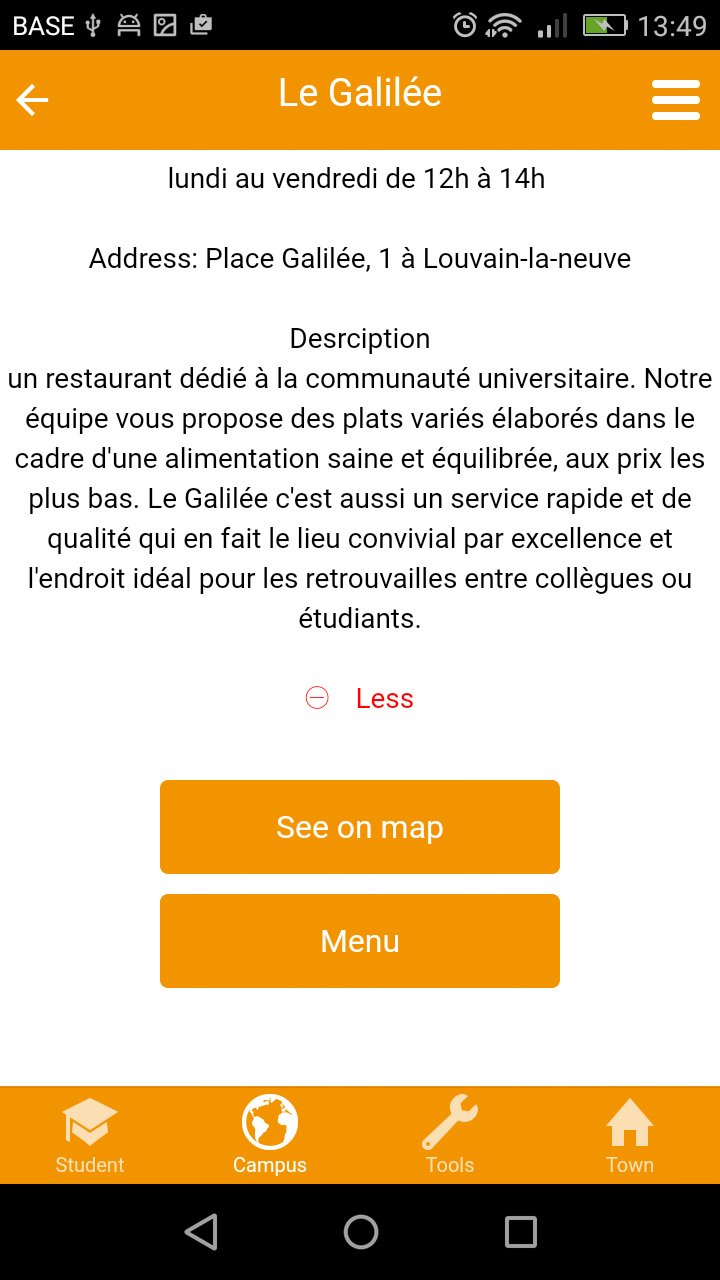 BASE 13:49
Le Galilée
lundi au vendredi de 12h à 14h
Address: Place Galilée, 1 à Louvain-la-neuve
Desrciption
un restaurant dédié à la communauté universitaire. Notre
équipe vous propose des plats variés élaborés dans le
cadre d'une alimentation saine et équilibrée, aux prix les
plus bas. Le Galilée c'est aussi un service rapide et de
qualité qui en fait le lieu convivial par excellence et
l'endroit idéal pour les retrouvailles entre collègues ou
étudiants.
Less
See on map
Menu
Student Campus Tools Town